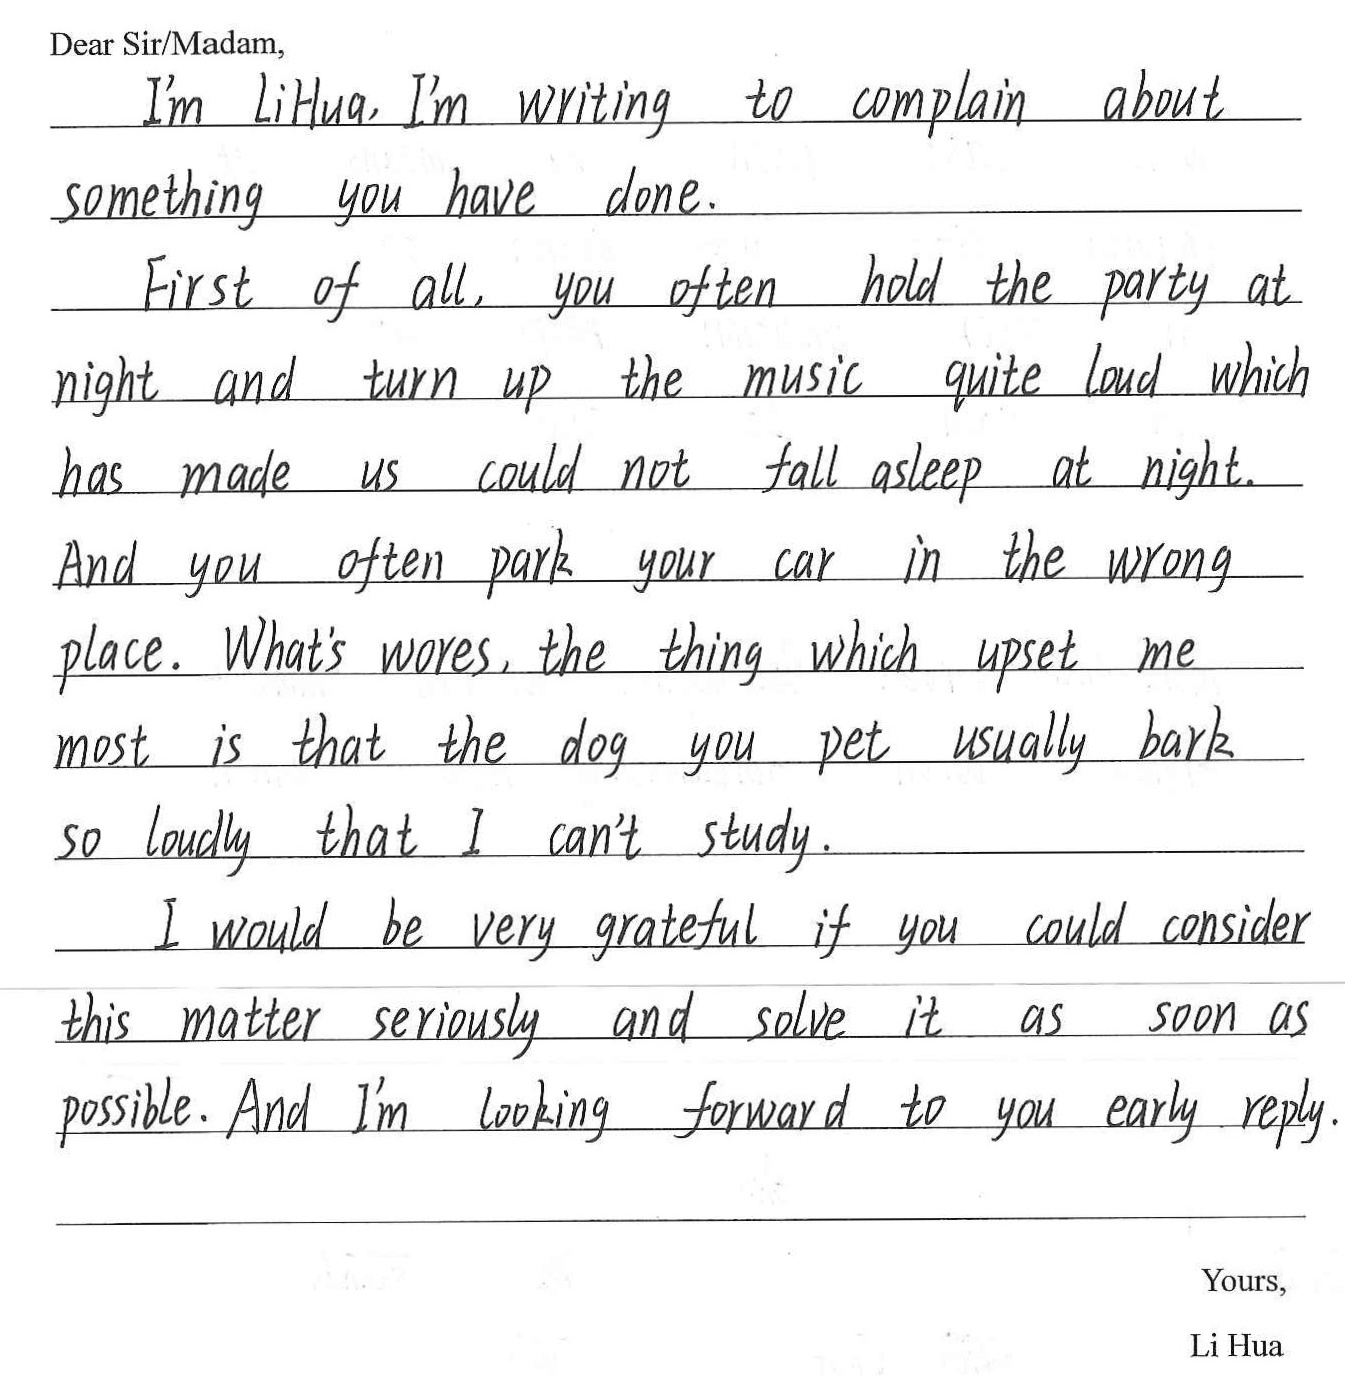 Dear Sir/Madam,
I'm LiHua, I'm writing to complain about
something you have done.
First of all, you often hold the party at
night and turn up the music quite loud which
has made us could not fall asleep at night.
And you often park your car in the wrong
place. What's wores, the thing which upset me
most is that the dog you pet usually bark
so loudly that I can't study.
I would be very grateful if you could consider
this matter seriously and solve it as soon as
possible. And I'm looking forward to you early reply.
Yours,
Li Hua